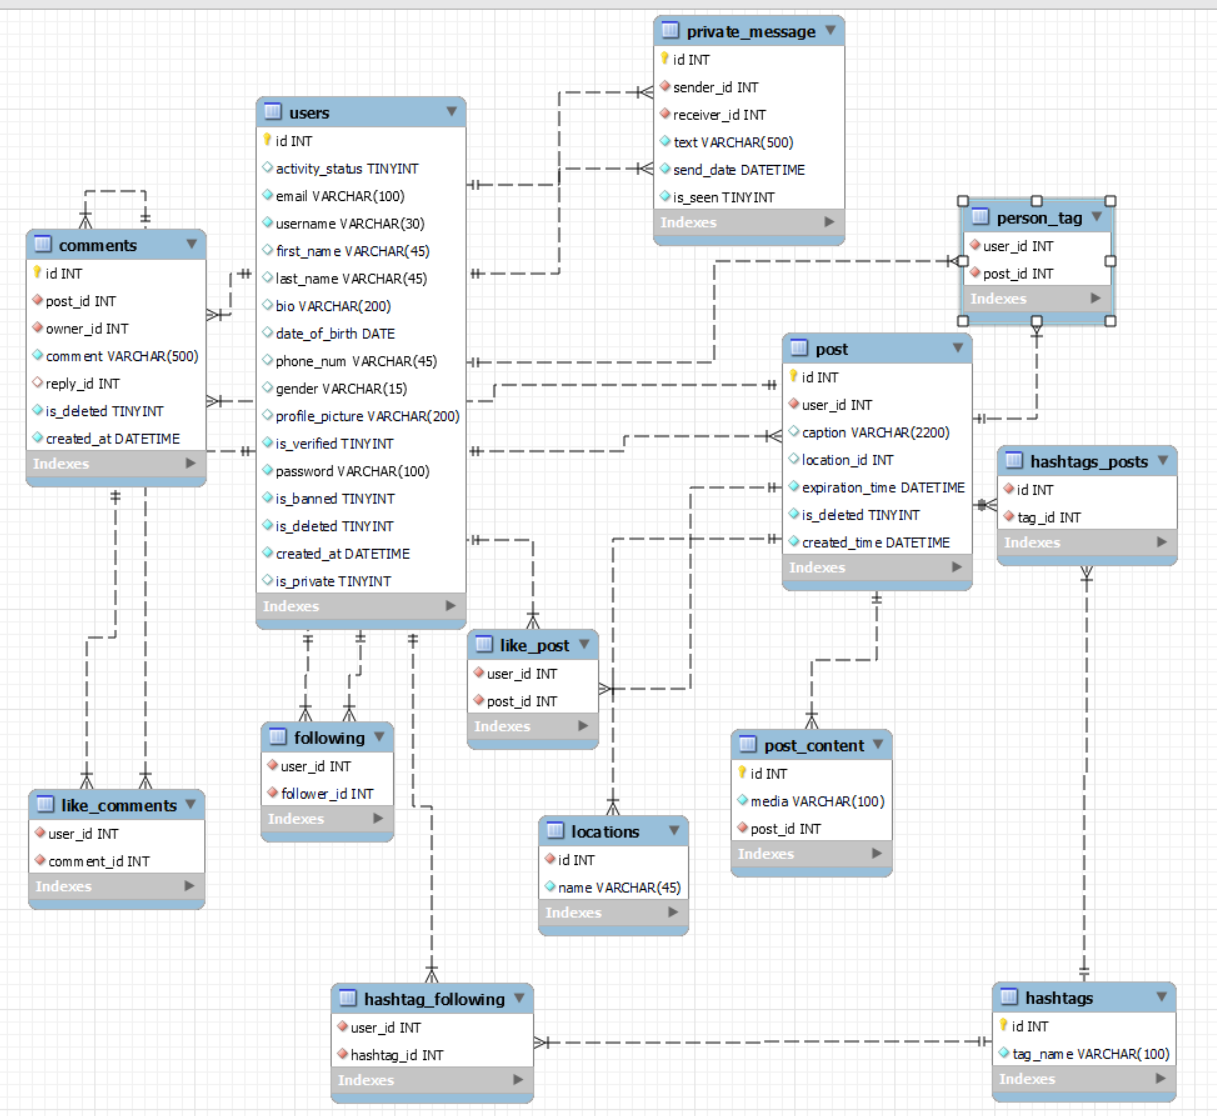 private_message
id INT
sender_id INT
receiver_id INT
text VARCHAR(500)
send_date DATETIME
is_seen TINYINT
Indexes
users
id INT
activity_status TINYINT
email VARCHAR(100)
username VARCHAR(30)
first_name VARCHAR(45)
last_name VARCHAR(45)
bio VARCHAR(200)
date_of_birth DATE
phone_num VARCHAR(45)
gender VARCHAR(15)
profile_picture VARCHAR(200)
is_verified TINYINT
password VARCHAR(100)
is_banned TINYINT
is_deleted TINYINT
created_at DATETIME
is_private TINYINT
Indexes
person_tag
user_id INT
post_id INT
Indexes
comments
id INT
post_id INT
owner_id INT
comment VARCHAR(500)
reply_id INT
is_deleted TINYINT
created_at DATETIME
Indexes
post
id INT
user_id INT
caption VARCHAR(2200)
location_id INT
expiration_time DATETIME
is_deleted TINYINT
created_time DATETIME
Indexes
hashtags_posts
id INT
tag_id INT
Indexes
like_post
user_id INT
post_id INT
Indexes
following
user_id INT
follower_id INT
Indexes
post_content
id INT
media VARCHAR(100)
post_id INT
Indexes
like_comments
user_id INT
comment_id INT
Indexes
locations
id INT
name VARCHAR(45)
Indexes
hashtag_following
user_id INT
hashtag_id INT
Indexes
hashtags
id INT
tag_name VARCHAR(100)
Indexes